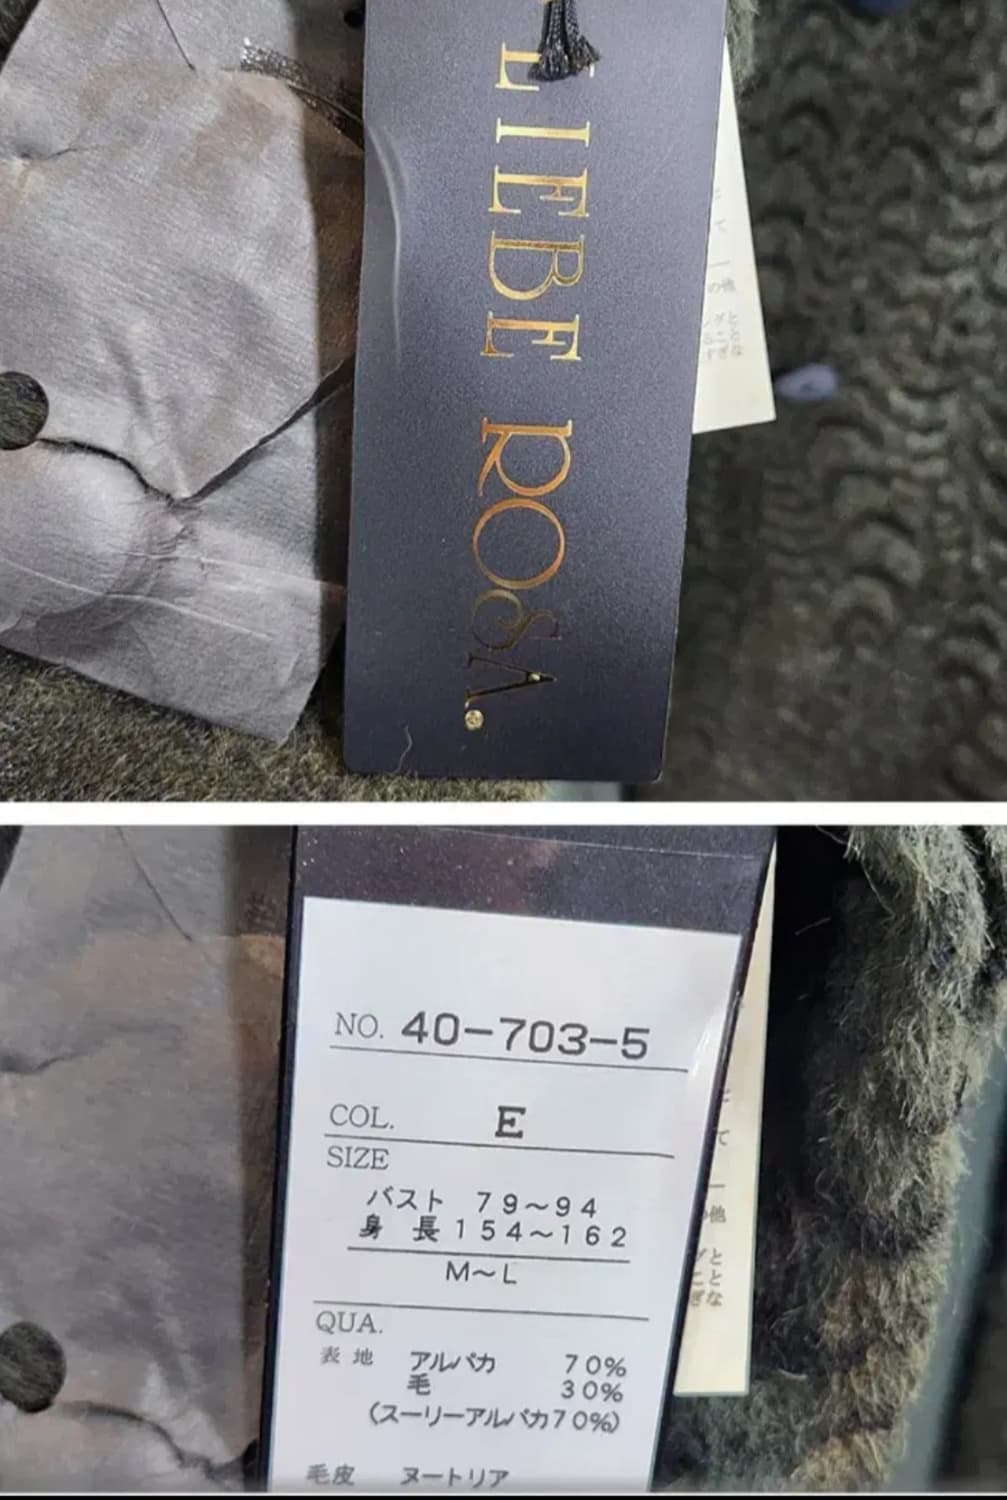 LIEBE ROSA.
の他
NO. 40-703-5
COL. E
SIZE
バスト 79~94
身長 154~162
M~L
QUA.
表地 アルパカ 70%
毛 30%
(スーリーアルパカ70%)
毛皮 ヌートリア